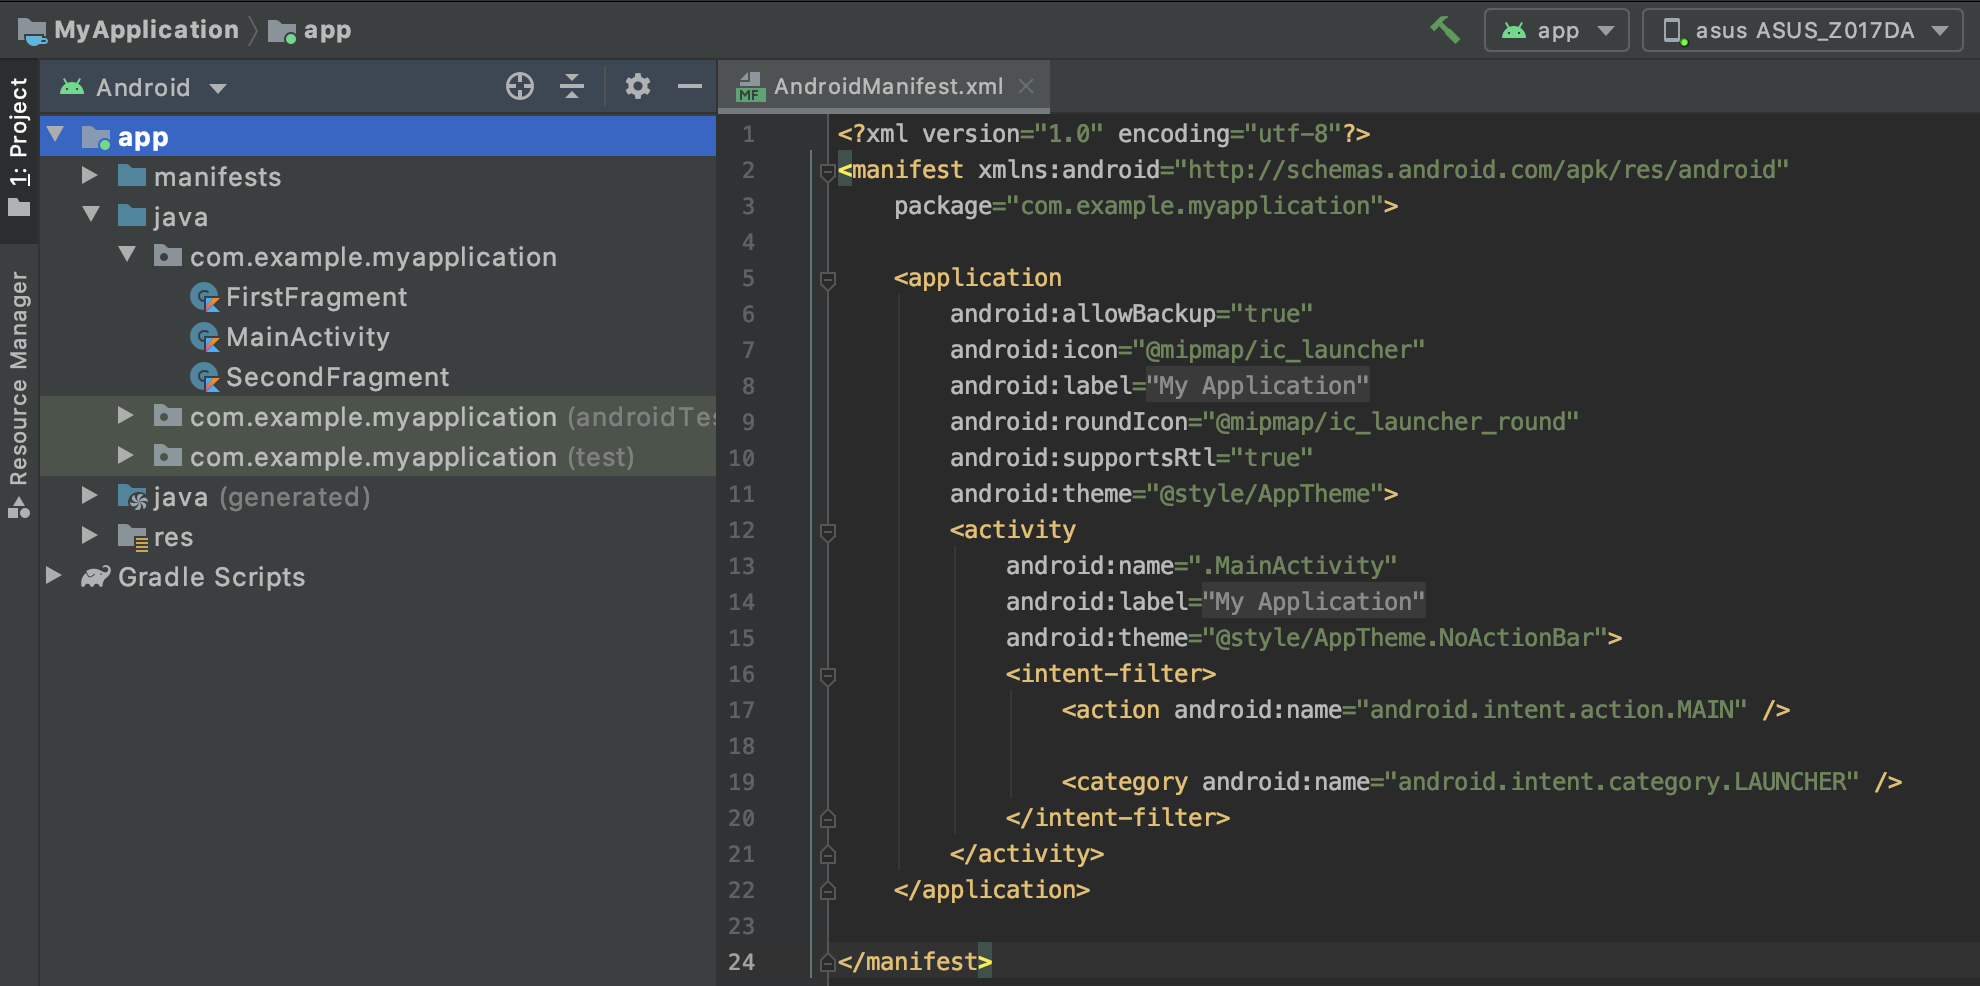 MyApplication app
app
asus ASUS_Z017DA
1: Project
Resource Manager
Android
app
manifests
java
com.example.myapplication
FirstFragment
MainActivity
SecondFragment
com.example.myapplication (androidTes
com.example.myapplication (test)
java (generated)
res
Gradle Scripts
MF AndroidManifest.xml
1 <?xml version="1.0" encoding="utf-8"?>
2 <manifest xmlns:android="http://schemas.android.com/apk/res/android"
3 package="com.example.myapplication">
4
5 <application
6 android:allowBackup="true"
7 android:icon="@mipmap/ic_launcher"
8 android:label="My Application"
9 android:roundIcon="@mipmap/ic_launcher_round"
10 android:supportsRtl="true"
11 android:theme="@style/AppTheme">
12 <activity
13 android:name=".MainActivity"
14 android:label="My Application"
15 android:theme="@style/AppTheme.NoActionBar">
16 <intent-filter>
17 <action android:name="android.intent.action.MAIN" />
18
19 <category android:name="android.intent.category.LAUNCHER" />
20 </intent-filter>
21 </activity>
22 </application>
23
24 </manifest>